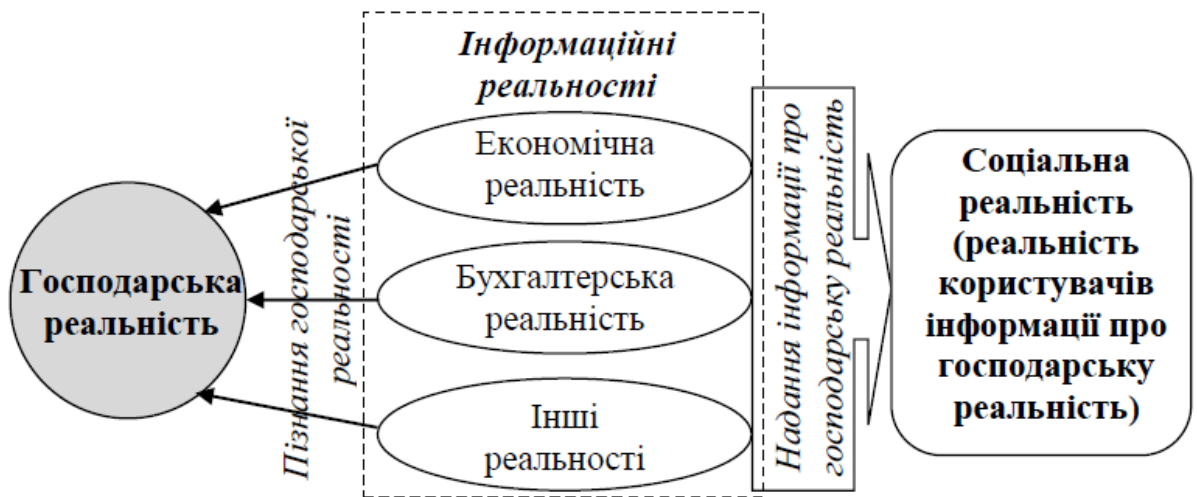 Господарська
реальність
Пізнання господарської
реальності
Інформаційні
реальності
Економічна
реальність
Бухгалтерська
реальність
Інші
реальності
Надання інформації про
господарську реальність
Соціальна
реальність
(реальність
користувачів
інформації про
господарську
реальність)